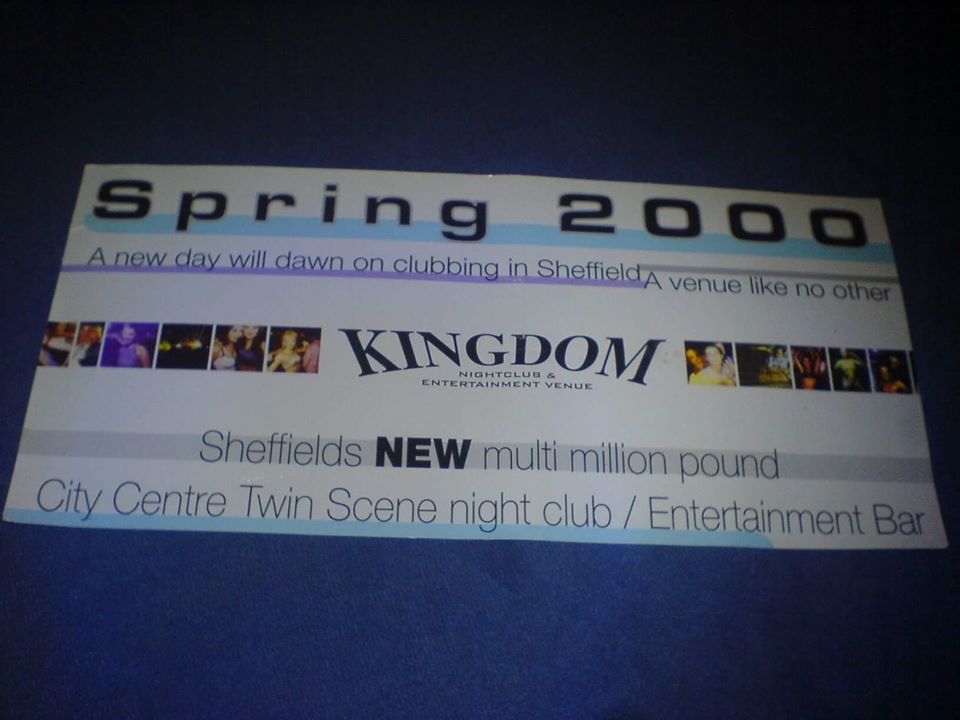 Spring 2000
A new day will dawn on clubbing in Sheffield
A venue like no other
KINGDOM
NIGHTCLUB &
ENTERTAINMENT VENUE
Sheffields NEW multi million pound
City Centre Twin Scene night club / Entertainment Bar